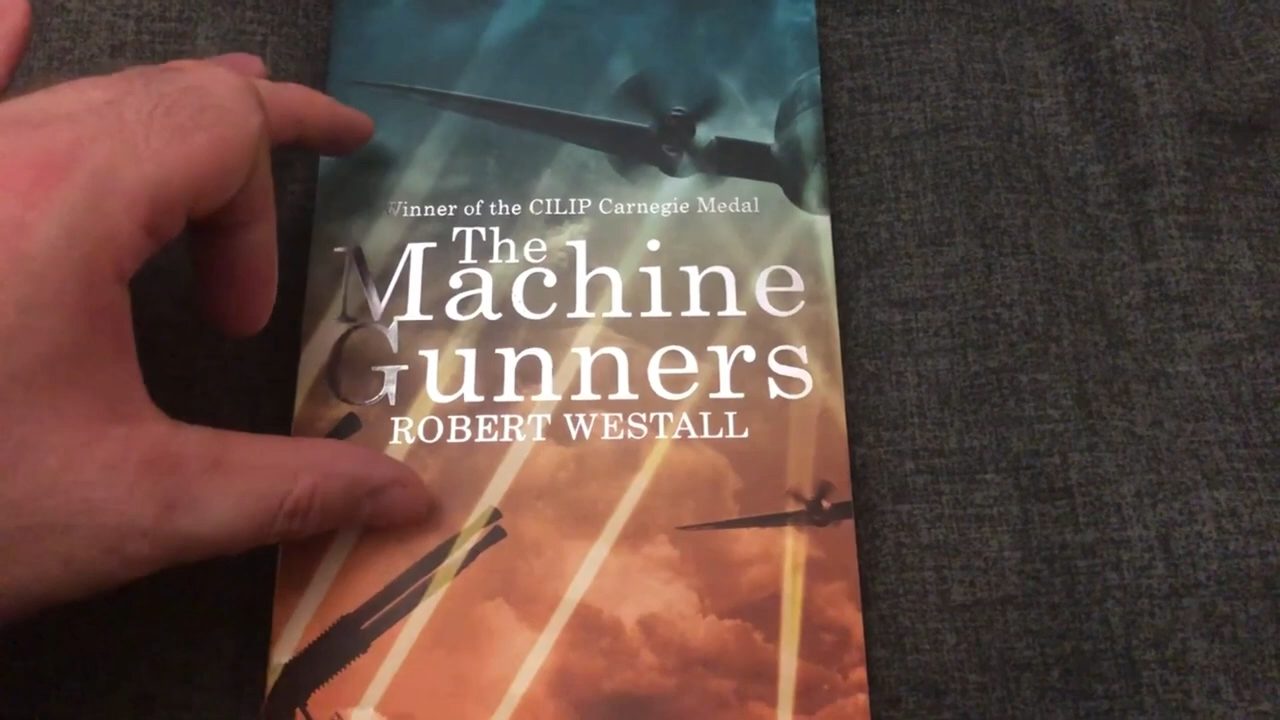 Winner of the CILIP Carnegie Medal
The
Machine
Gunners
ROBERT WESTALL